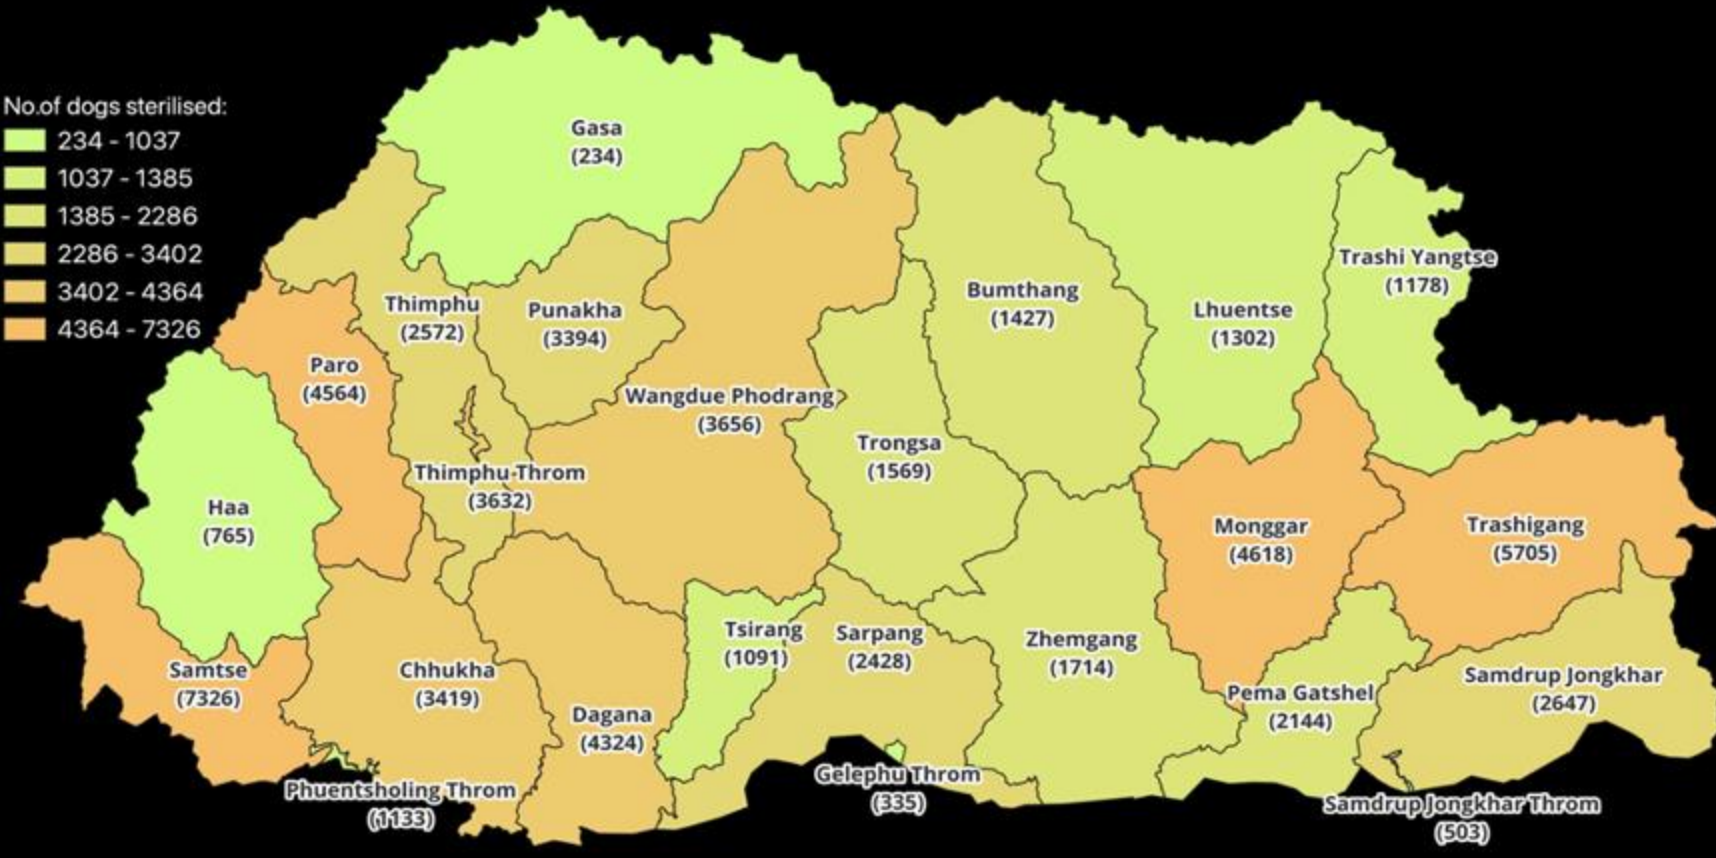 No.of dogs sterilised:
234 - 1037
1037 - 1385
1385 - 2286
2286 - 3402
3402 - 4364
4364 - 7326
Gasa
(234)
Trashi Yangtse
(1178)
Bumthang
(1427)
Thimphu
(2572)
Punakha
(3394)
Lhuentse
(1302)
Paro
(4564)
Wangdue Phodrang
(3656)
Trongsa
(1569)
Thimphu Throm
(3632)
Haa
(765)
Monggar
(4618)
Trashigang
(5705)
Tsirang
(1091)
Sarpang
(2428)
Zhemgang
(1714)
Samtse
(7326)
Chhukha
(3419)
Samdrup Jongkhar
(2647)
Pema Gatshel
(2144)
Dagana
(4324)
Gelephu Throm
(335)
Phuentsholing Throm
(1133)
Samdrup Jongkhar Throm
(503)